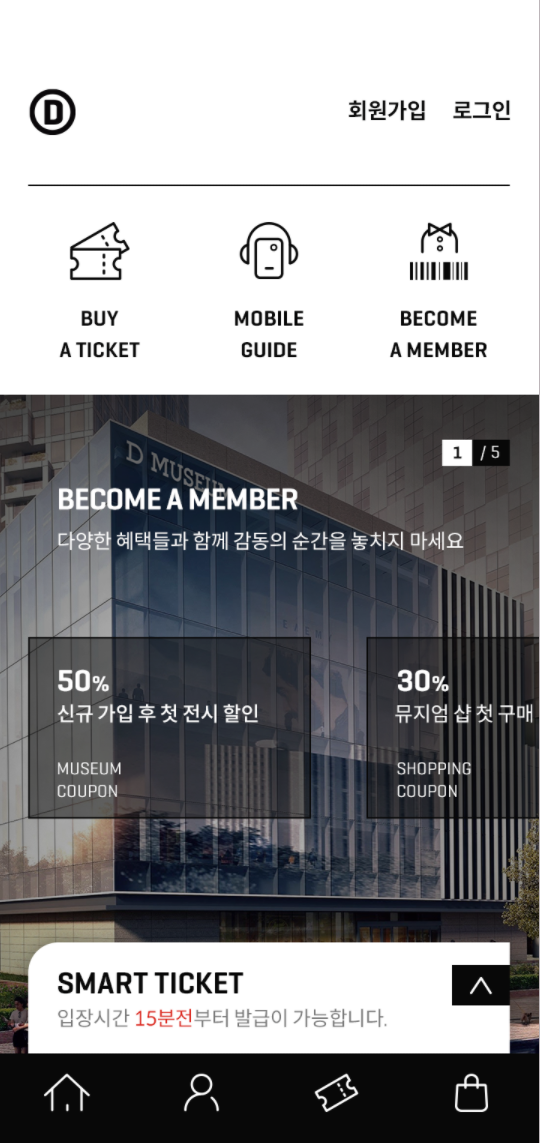 D
회원가입 로그인
BUY
A TICKET
MOBILE
GUIDE
BECOME
A MEMBER
D MUSEUM
1 / 5
BECOME A MEMBER
다양한 혜택들과 함께 감동의 순간을 놓치지 마세요
50%
신규 가입 후 첫 전시 할인
MUSEUM
COUPON
30%
뮤지엄 샵 첫 구매
SHOPPING
COUPON
SMART TICKET
입장시간 15분전부터 발급이 가능합니다.